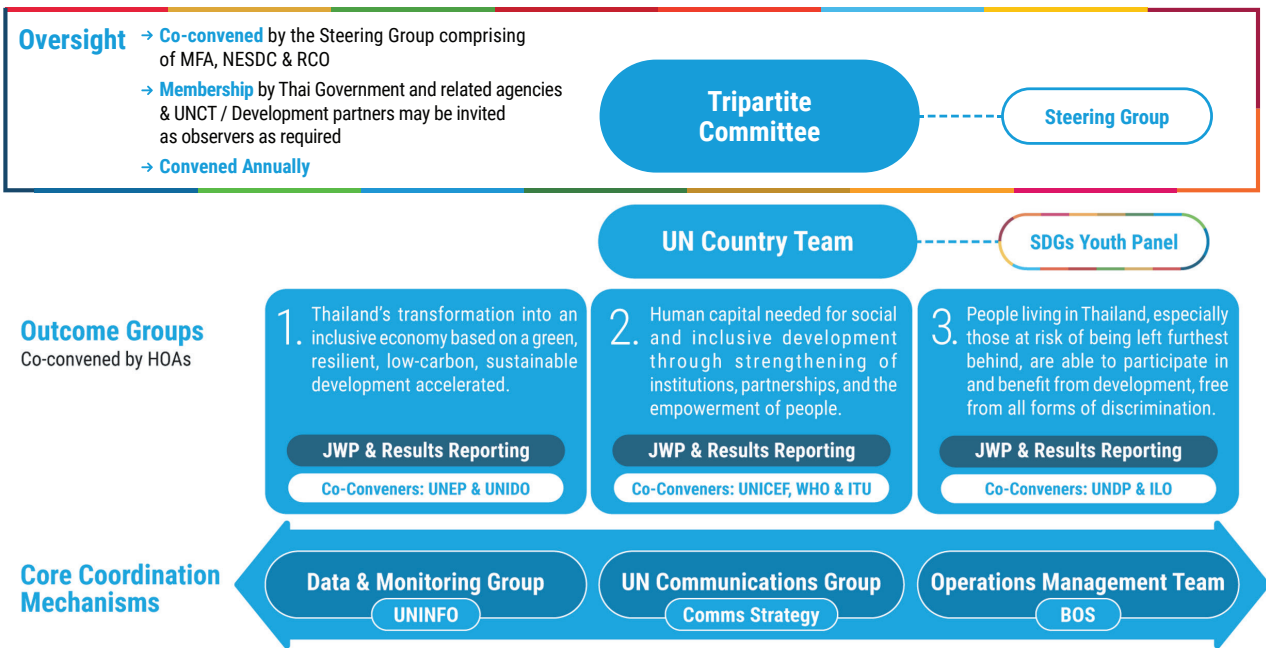 Oversight
→ Co-convened by the Steering Group comprising
of MFA, NESDC & RCO
→ Membership by Thai Government and related agencies
& UNCT / Development partners may be invited
as observers as required
→ Convened Annually
Tripartite
Committee
Steering Group
UN Country Team
SDGs Youth Panel
Outcome Groups
Co-convened by HOAs
1. Thailand's transformation into an
inclusive economy based on a green,
resilient, low-carbon, sustainable
development accelerated.
JWP & Results Reporting
Co-Conveners: UNEP & UNIDO
2. Human capital needed for social
and inclusive development
through strengthening of
institutions, partnerships, and the
empowerment of people.
JWP & Results Reporting
Co-Conveners: UNICEF, WHO & ITU
3. People living in Thailand, especially
those at risk of being left furthest
behind, are able to participate in
and benefit from development, free
from all forms of discrimination.
JWP & Results Reporting
Co-Conveners: UNDP & ILO
Core Coordination
Mechanisms
Data & Monitoring Group
UNINFO
UN Communications Group
Comms Strategy
Operations Management Team
BOS